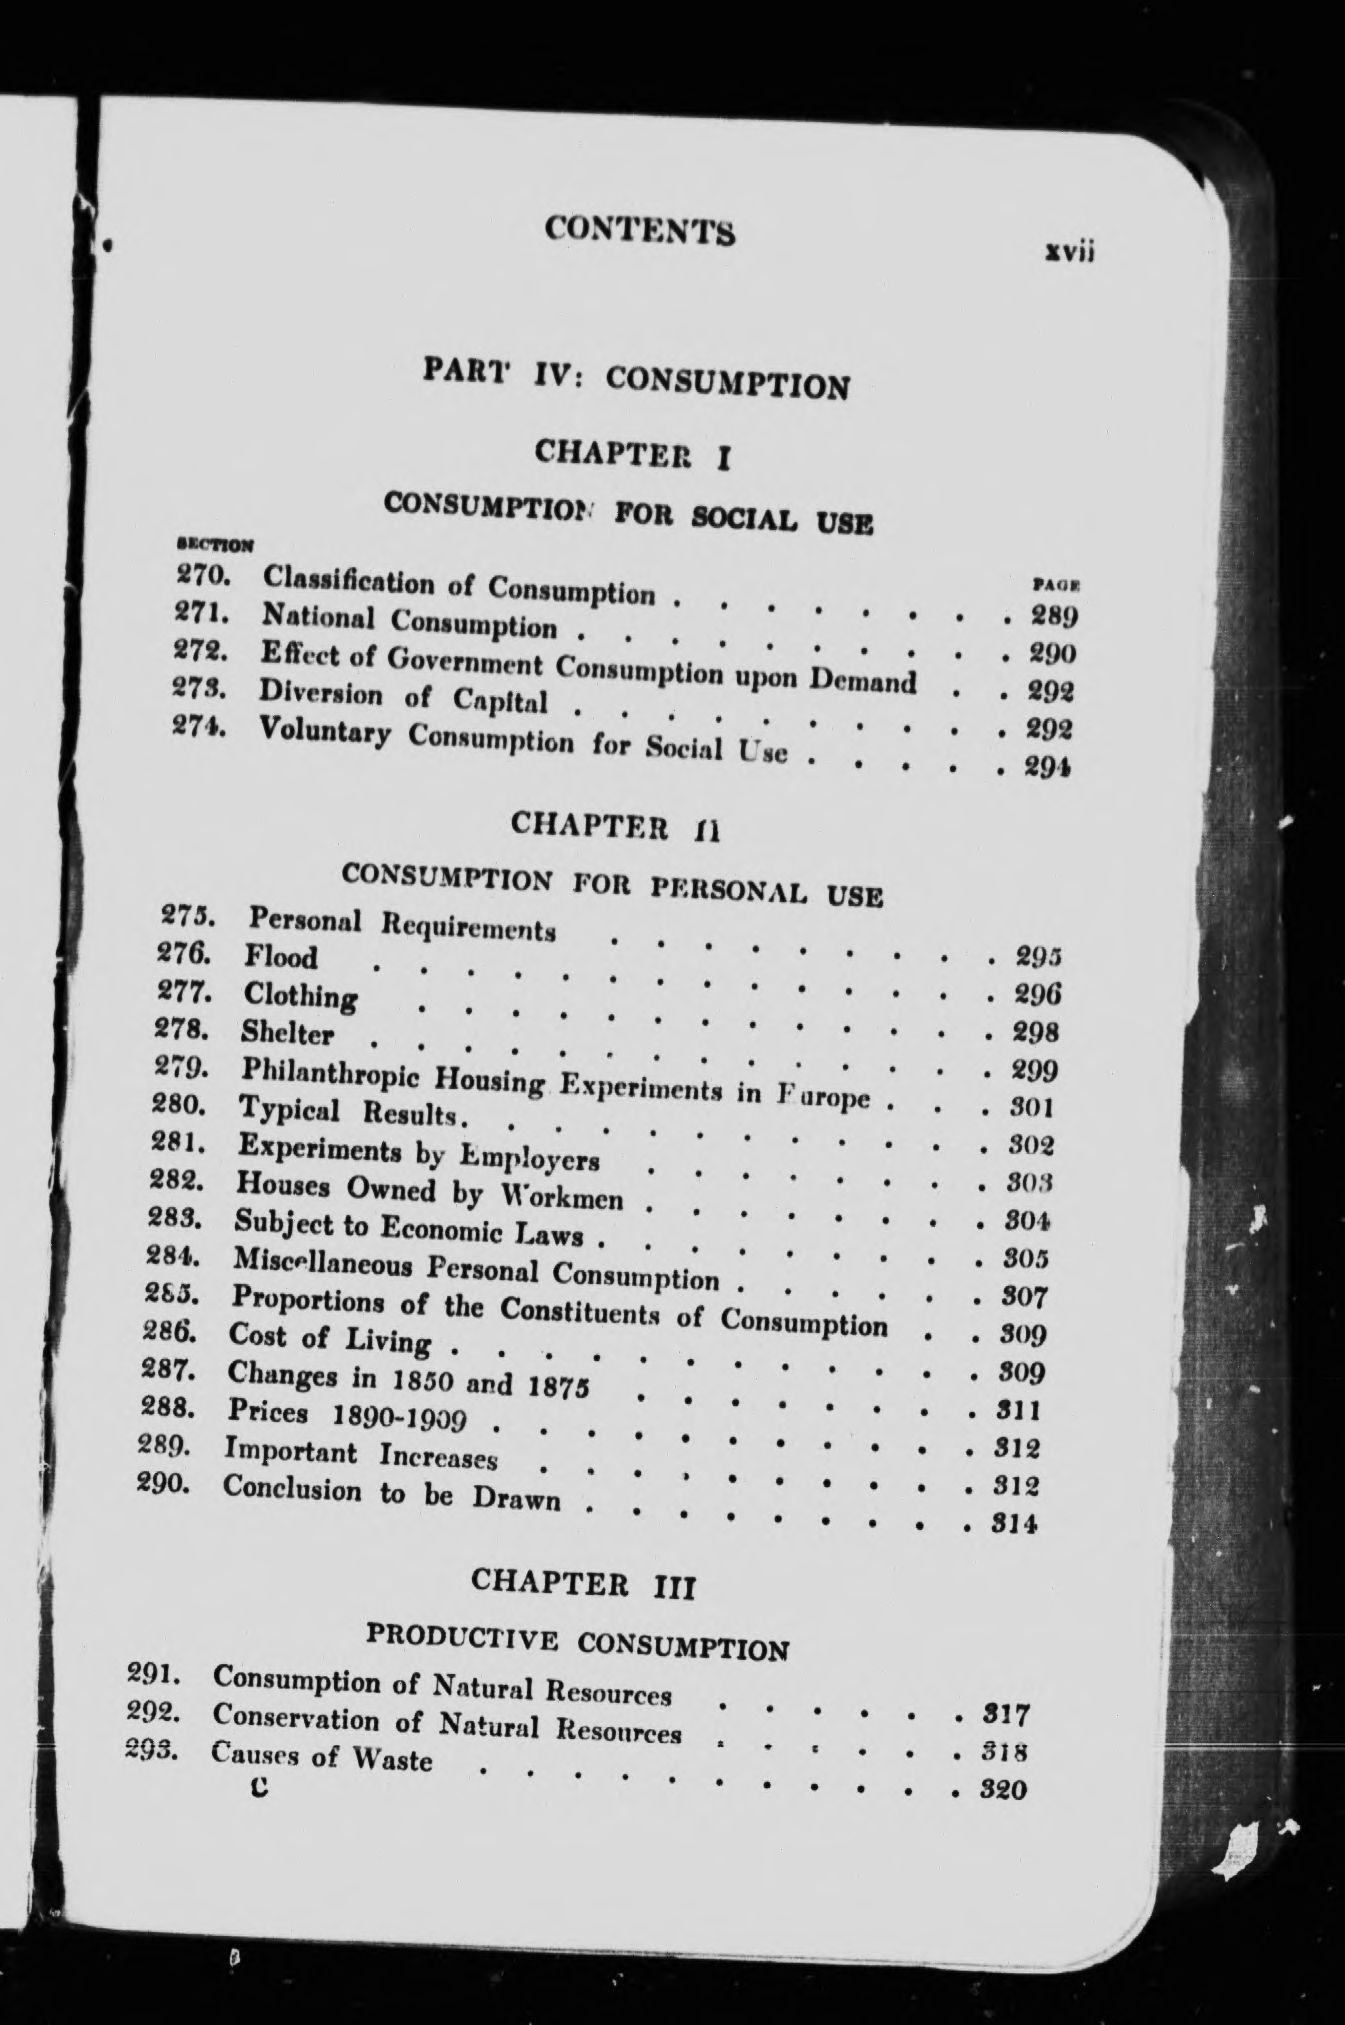 CONTENTS
xvii
PART IV: CONSUMPTION
CHAPTER I
CONSUMPTION FOR SOCIAL USE
SECTION PAGE
270. Classification of Consumption . . . . . . . . 289
271. National Consumption . . . . . . . . . . 290
272. Effect of Government Consumption upon Demand . . 292
273. Diversion of Capital . . . . . . . . . . 292
274. Voluntary Consumption for Social Use . . . . . 294
CHAPTER II
CONSUMPTION FOR PERSONAL USE
275. Personal Requirements . . . . . . . . . 295
276. Flood . . . . . . . . . . . . . . 296
277. Clothing . . . . . . . . . . . . . 298
278. Shelter . . . . . . . . . . . . . . 299
279. Philanthropic Housing Experiments in Europe . . . 301
280. Typical Results . . . . . . . . . . . . 302
281. Experiments by Employers . . . . . . . . 303
282. Houses Owned by Workmen . . . . . . . . 304
283. Subject to Economic Laws . . . . . . . . . 305
284. Miscellaneous Personal Consumption . . . . . . 307
285. Proportions of the Constituents of Consumption . . 309
286. Cost of Living . . . . . . . . . . . . 309
287. Changes in 1850 and 1875 . . . . . . . . 311
288. Prices 1890-1909 . . . . . . . . . . . 312
289. Important Increases . . . . . . . . . . 312
290. Conclusion to be Drawn . . . . . . . . . 314
CHAPTER III
PRODUCTIVE CONSUMPTION
291. Consumption of Natural Resources . . . . . . 317
292. Conservation of Natural Resources . . . . . . 318
293. Causes of Waste . . . . . . . . . . . 320
C